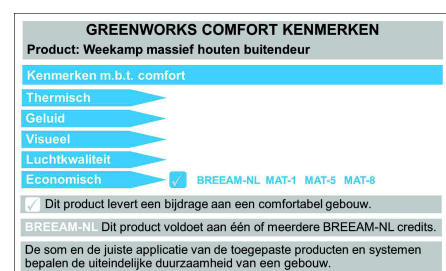 GREENWORKS COMFORT KENMERKEN
Product: Weekamp massief houten buitendeur
Kenmerken m.b.t. comfort
Thermisch
Geluid
Visueel
Luchtkwaliteit
Economisch ✓ BREEAM-NL MAT-1 MAT-5 MAT-8
✓ Dit product levert een bijdrage aan een comfortabel gebouw.
BREEAM-NL Dit product voldoet aan één of meerdere BREEAM-NL credits.
De som en de juiste applicatie van de toegepaste producten en systemen
bepalen de uiteindelijke duurzaamheid van een gebouw.